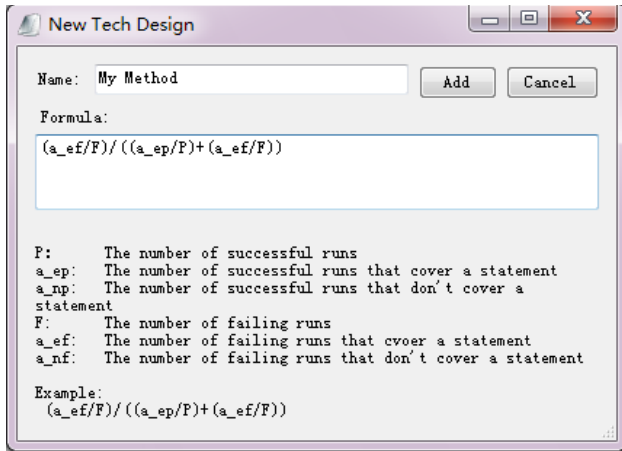 New Tech Design
Name: My Method Add Cancel
Formula:
(a_ef/F)/((a_ep/P)+(a_ef/F))
P: The number of successful runs
a_ep: The number of successful runs that cover a statement
a_np: The number of successful runs that don't cover a
statement
F: The number of failing runs
a_ef: The number of failing runs that cvoer a statement
a_nf: The number of failing runs that don't cover a statement
Example:
(a_ef/F)/((a_ep/P)+(a_ef/F))